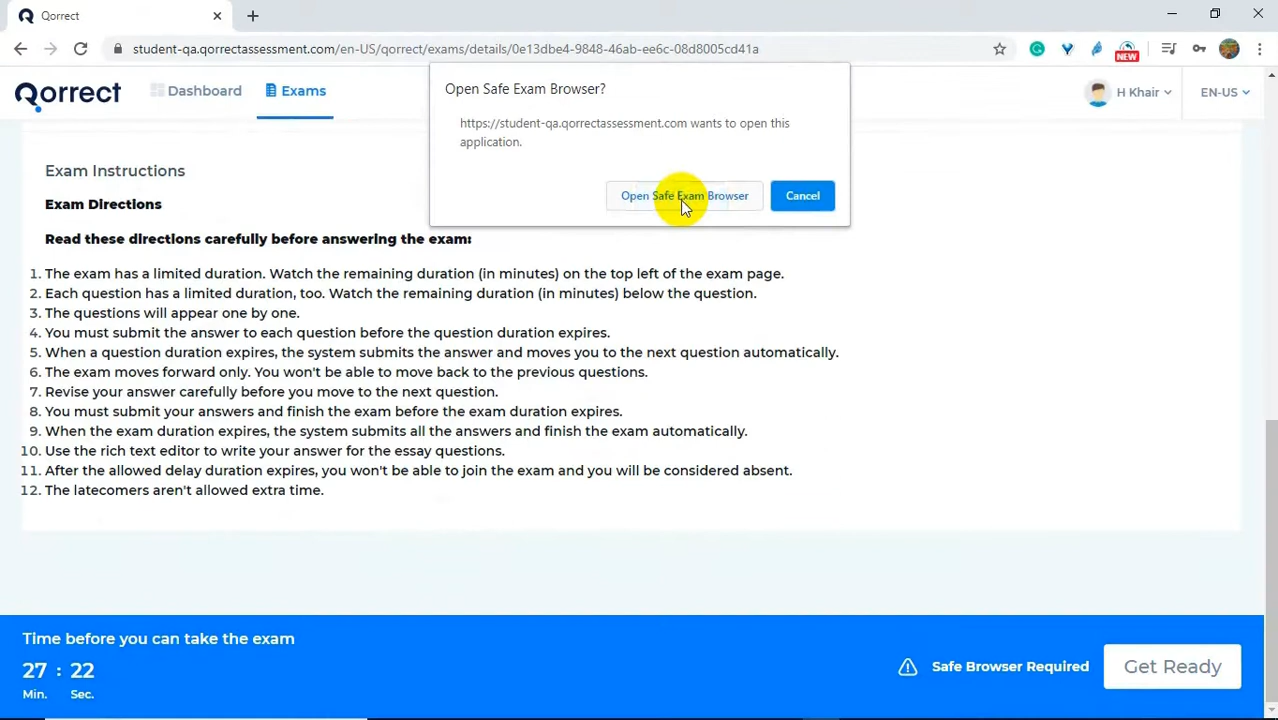 Qorrect
student-qa.qorrectassessment.com/en-US/qorrect/exams/details/0e13dbe4-9848-46ab-ee6c-08d8005cd41a
NEW
Qorrect
Dashboard
Exams
H Khair
EN-US
Open Safe Exam Browser?
https://student-qa.qorrectassessment.com wants to open this
application.
Open Safe Exam Browser
Cancel
Exam Instructions
Exam Directions
Read these directions carefully before answering the exam:
1. The exam has a limited duration. Watch the remaining duration (in minutes) on the top left of the exam page.
2. Each question has a limited duration, too. Watch the remaining duration (in minutes) below the question.
3. The questions will appear one by one.
4. You must submit the answer to each question before the question duration expires.
5. When a question duration expires, the system submits the answer and moves you to the next question automatically.
6. The exam moves forward only. You won't be able to move back to the previous questions.
7. Revise your answer carefully before you move to the next question.
8. You must submit your answers and finish the exam before the exam duration expires.
9. When the exam duration expires, the system submits all the answers and finish the exam automatically.
10. Use the rich text editor to write your answer for the essay questions.
11. After the allowed delay duration expires, you won't be able to join the exam and you will be considered absent.
12. The latecomers aren't allowed extra time.
Time before you can take the exam
27 : 22
Min. Sec.
Safe Browser Required
Get Ready